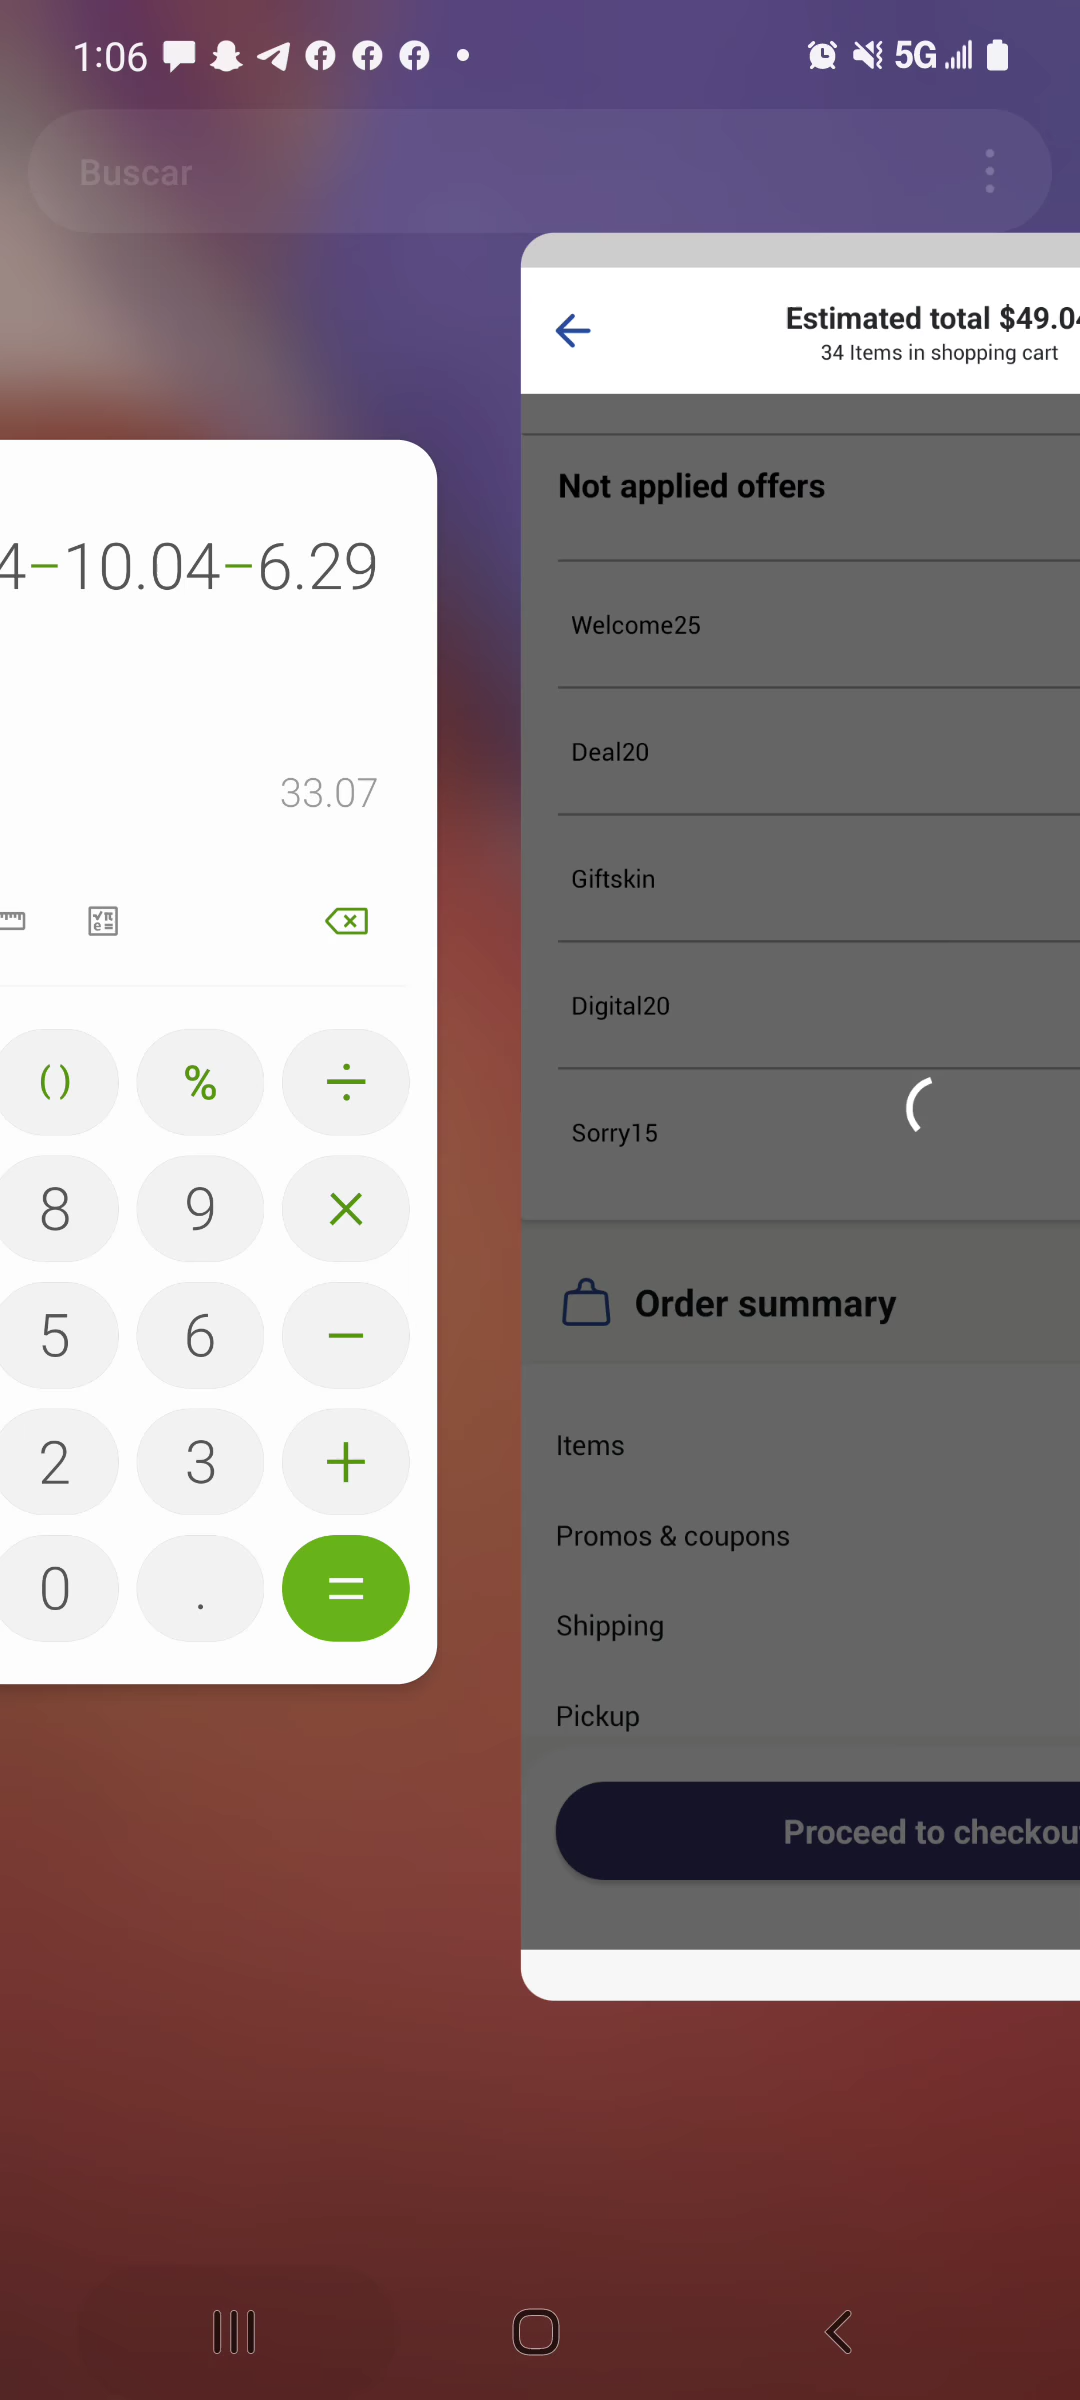 1:06
5G
Buscar
Estimated total $49.04
34 Items in shopping cart
Not applied offers
Welcome25
Deal20
Giftskin
Digital20
Sorry15
Order summary
Items
Promos & coupons
Shipping
Pickup
Proceed to checkout
4–10.04–6.29
33.07
( ) % ÷
8 9 ×
5 6 –
2 3 +
0 . =